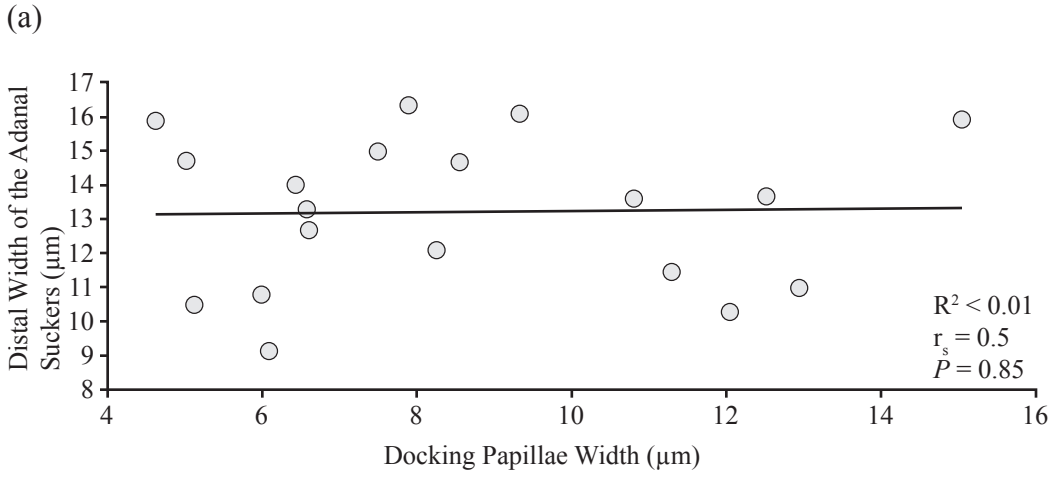 (a)
Distal Width of the Adanal
Suckers (µm)
17
16
15
14
13
12
11
10
9
8
4
6
8
10
12
14
16
R² < 0.01
rₛ = 0.5
P = 0.85
Docking Papillae Width (µm)